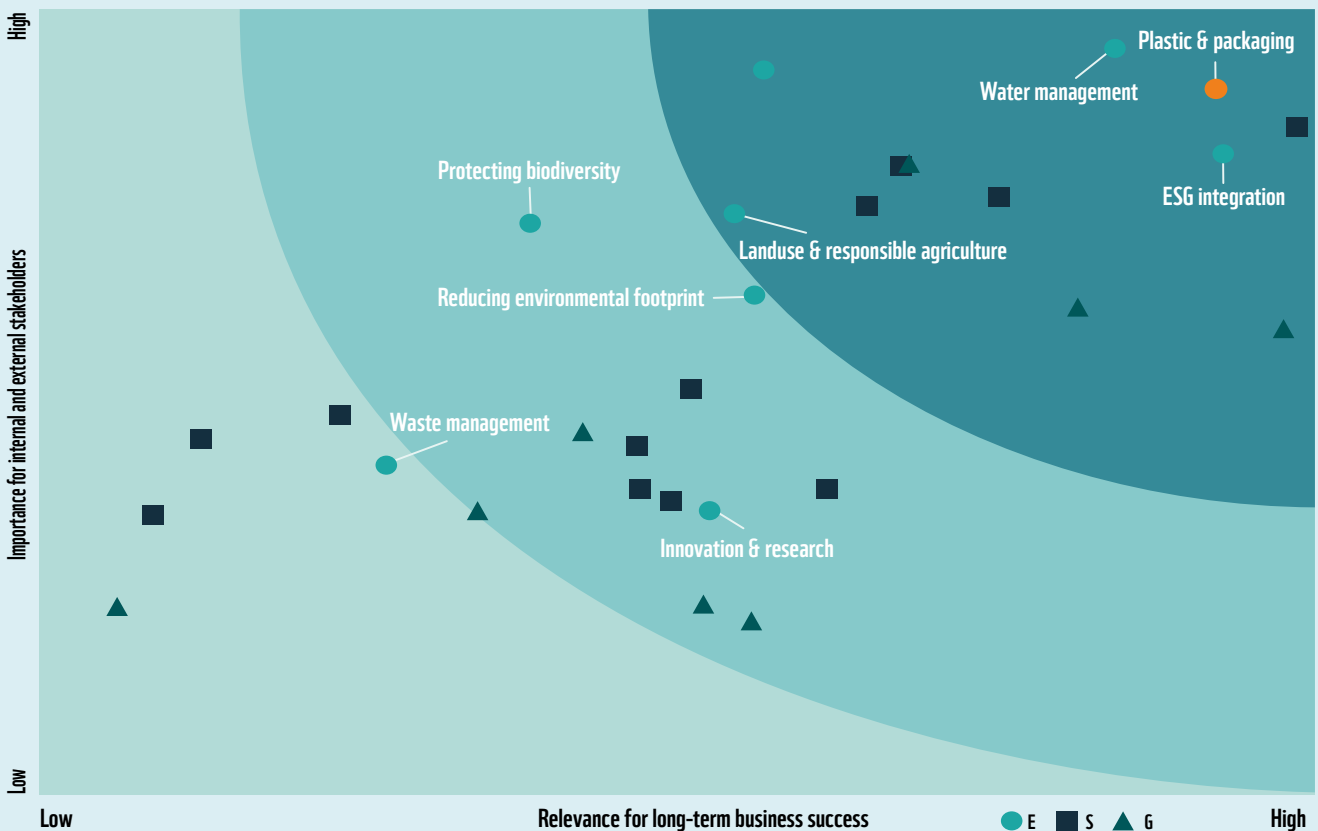 High
Plastic & packaging
Water management
Protecting biodiversity
ESG integration
Landuse & responsible agriculture
Reducing environmental footprint
Importance for internal and external stakeholders
Waste management
Innovation & research
Low
Low
Relevance for long-term business success
E
S
G
High